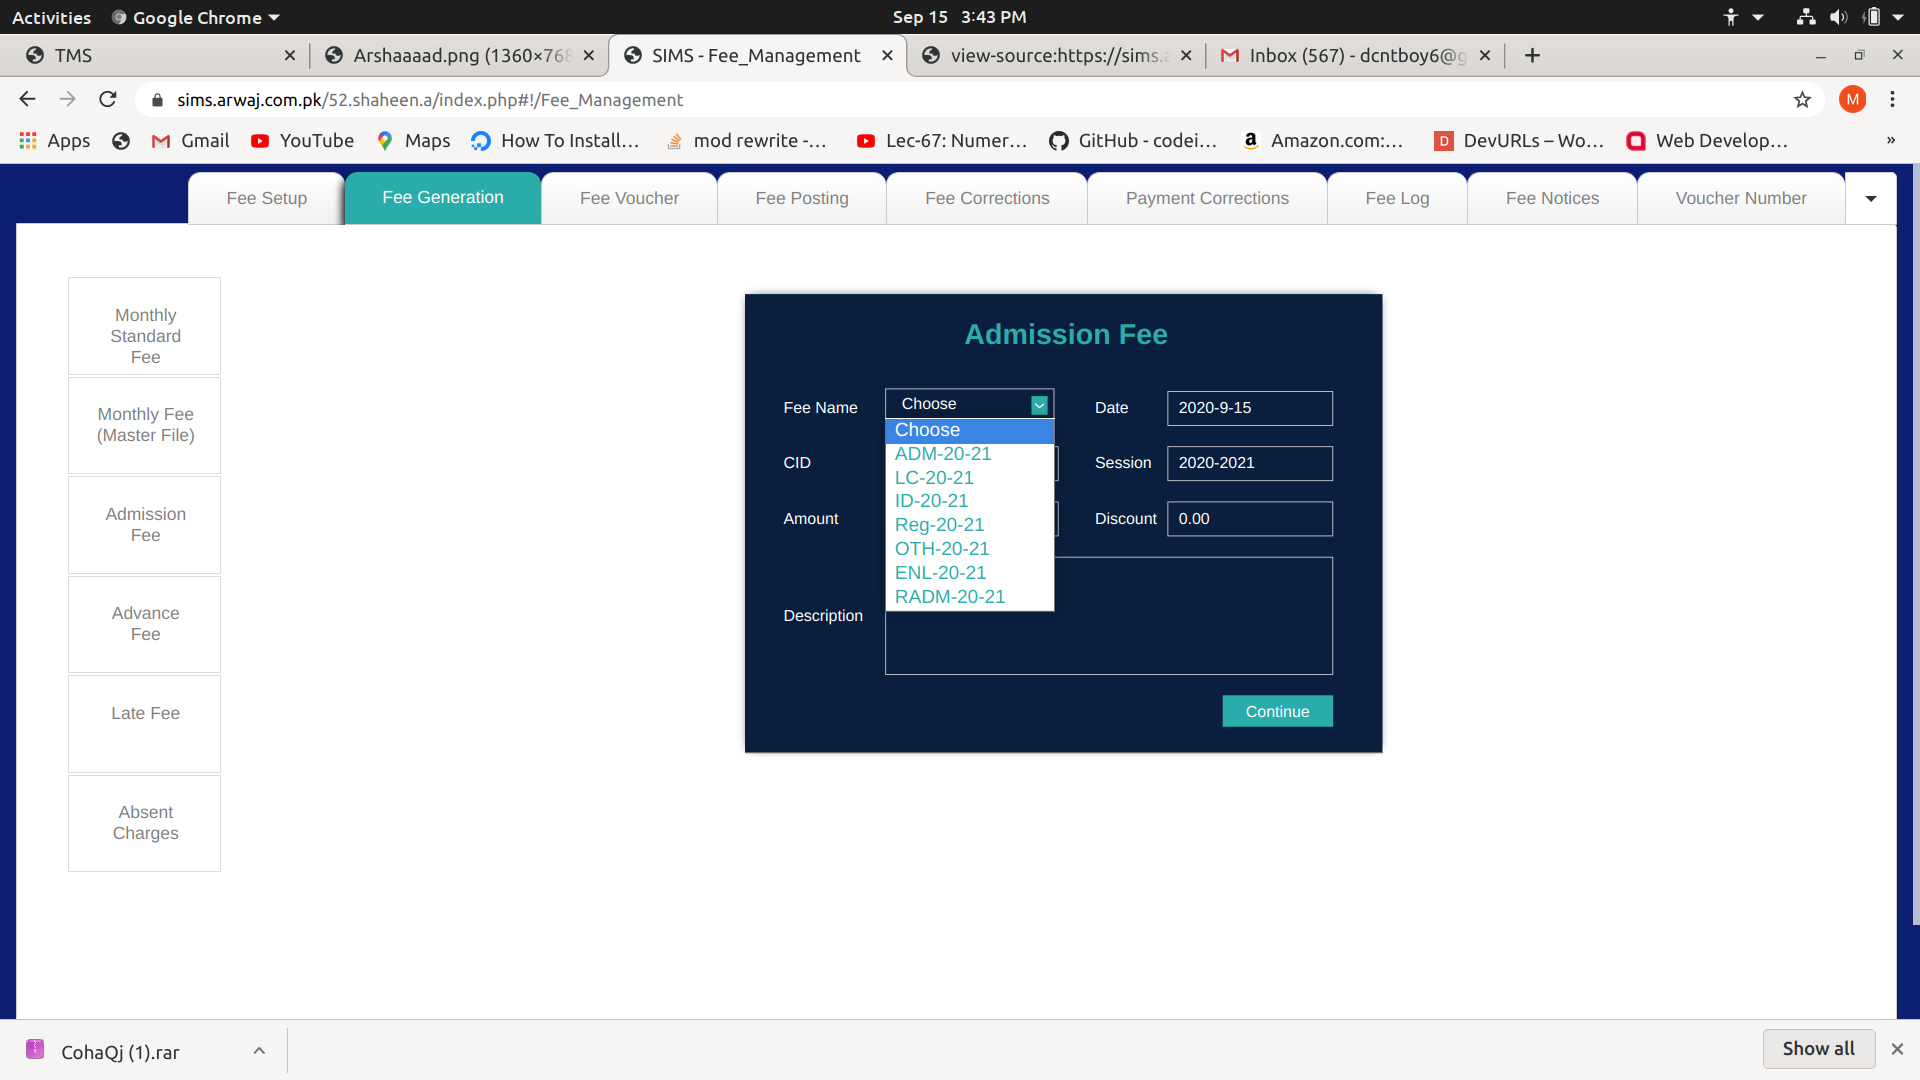 Activities Google Chrome Sep 15 3:43 PM
TMS Arshaaaad.png (1360×768 SIMS - Fee_Management view-source:https://sims.a Inbox (567) - dcntboy6@g
sims.arwaj.com.pk/52.shaheen.a/index.php#!/Fee_Management M
Apps Gmail YouTube Maps How To Install... mod rewrite -... Lec-67: Numer... GitHub - codei... Amazon.com:... DevURLs – Wo... Web Develop... »
Fee Setup Fee Generation Fee Voucher Fee Posting Fee Corrections Payment Corrections Fee Log Fee Notices Voucher Number
Monthly
Standard
Fee
Monthly Fee
(Master File)
Admission
Fee
Advance
Fee
Late Fee
Absent
Charges
Admission Fee
Fee Name Choose Date 2020-9-15
Choose
ADM-20-21
LC-20-21
ID-20-21
Reg-20-21
OTH-20-21
ENL-20-21
RADM-20-21
CID Session 2020-2021
Amount Discount 0.00
Description
Continue
CohaQj (1).rar Show all